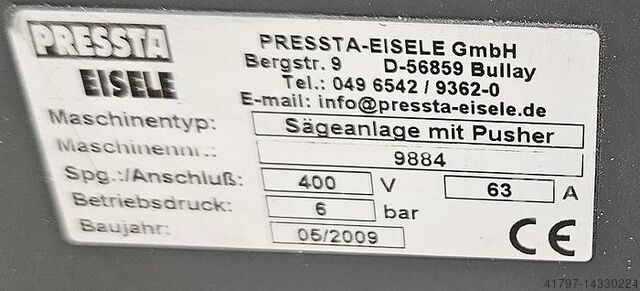 PRESSTA
EISELE
PRESSTA-EISELE GmbH
Bergstr. 9 D-56859 Bullay
Tel.: 049 6542 / 9362-0
E-mail: info@pressta-eisele.de
Maschinentyp: Sägeanlage mit Pusher
Maschinennr.: 9884
Spg.:/Anschluß: 400 V 63 A
Betriebsdruck: 6 bar
Baujahr: 05/2009
CE
41797-14330224